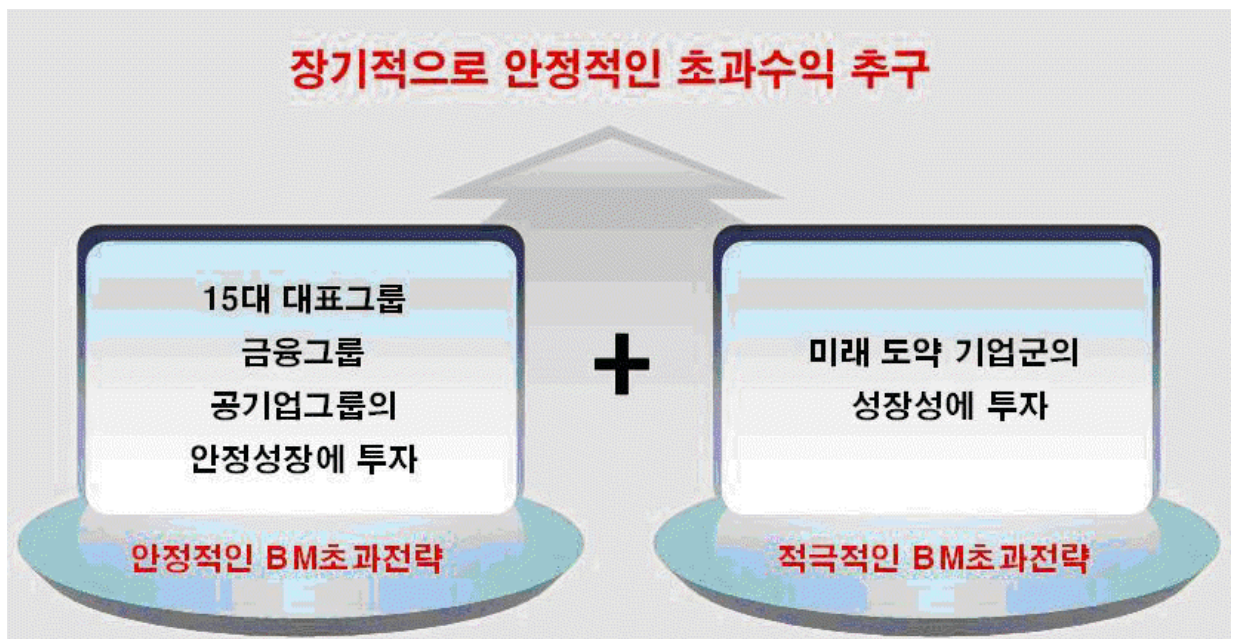 장기적으로 안정적인 초과수익 추구
15대 대표그룹
금융그룹
공기업그룹의
안정성장에 투자
+
미래 도약 기업군의
성장성에 투자
안정적인 BM초과전략
적극적인 BM초과전략